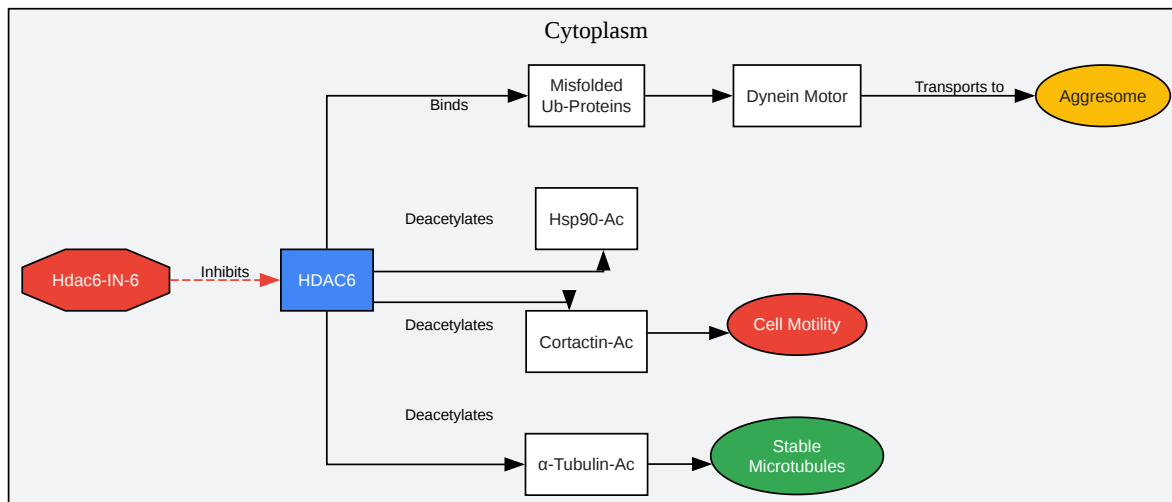 Cytoplasm
Misfolded
Ub-Proteins
Binds
Dynein Motor
Transports to
Aggresome
Deacetylates
Hsp90-Ac
Hdac6-IN-6
Inhibits
HDAC6
Deacetylates
Cortactin-Ac
Cell Motility
Deacetylates
α-Tubulin-Ac
Stable
Microtubules